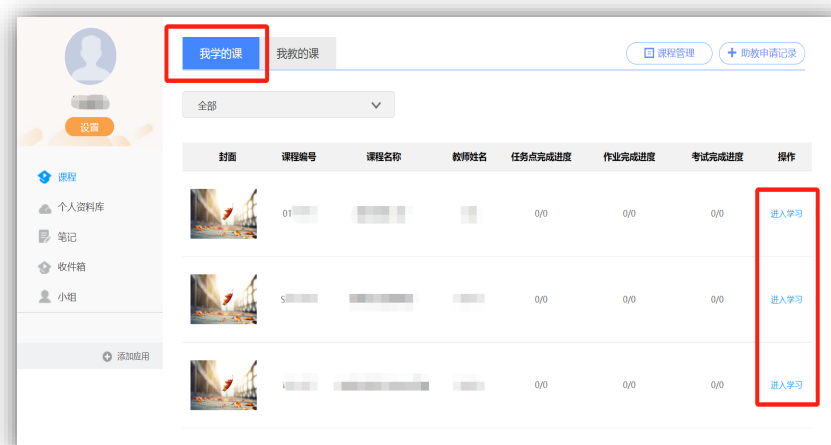 我学的课 我教的课 课程管理 助教申请记录
设置
全部
课程
个人资料库
笔记
收件箱
小组
添加应用
封面 课程编号 课程名称 教师姓名 任务点完成进度 作业完成进度 考试完成进度 操作
01 0/0 0/0 0/0 进入学习
S 0/0 0/0 0/0 进入学习
0/0 0/0 0/0 进入学习